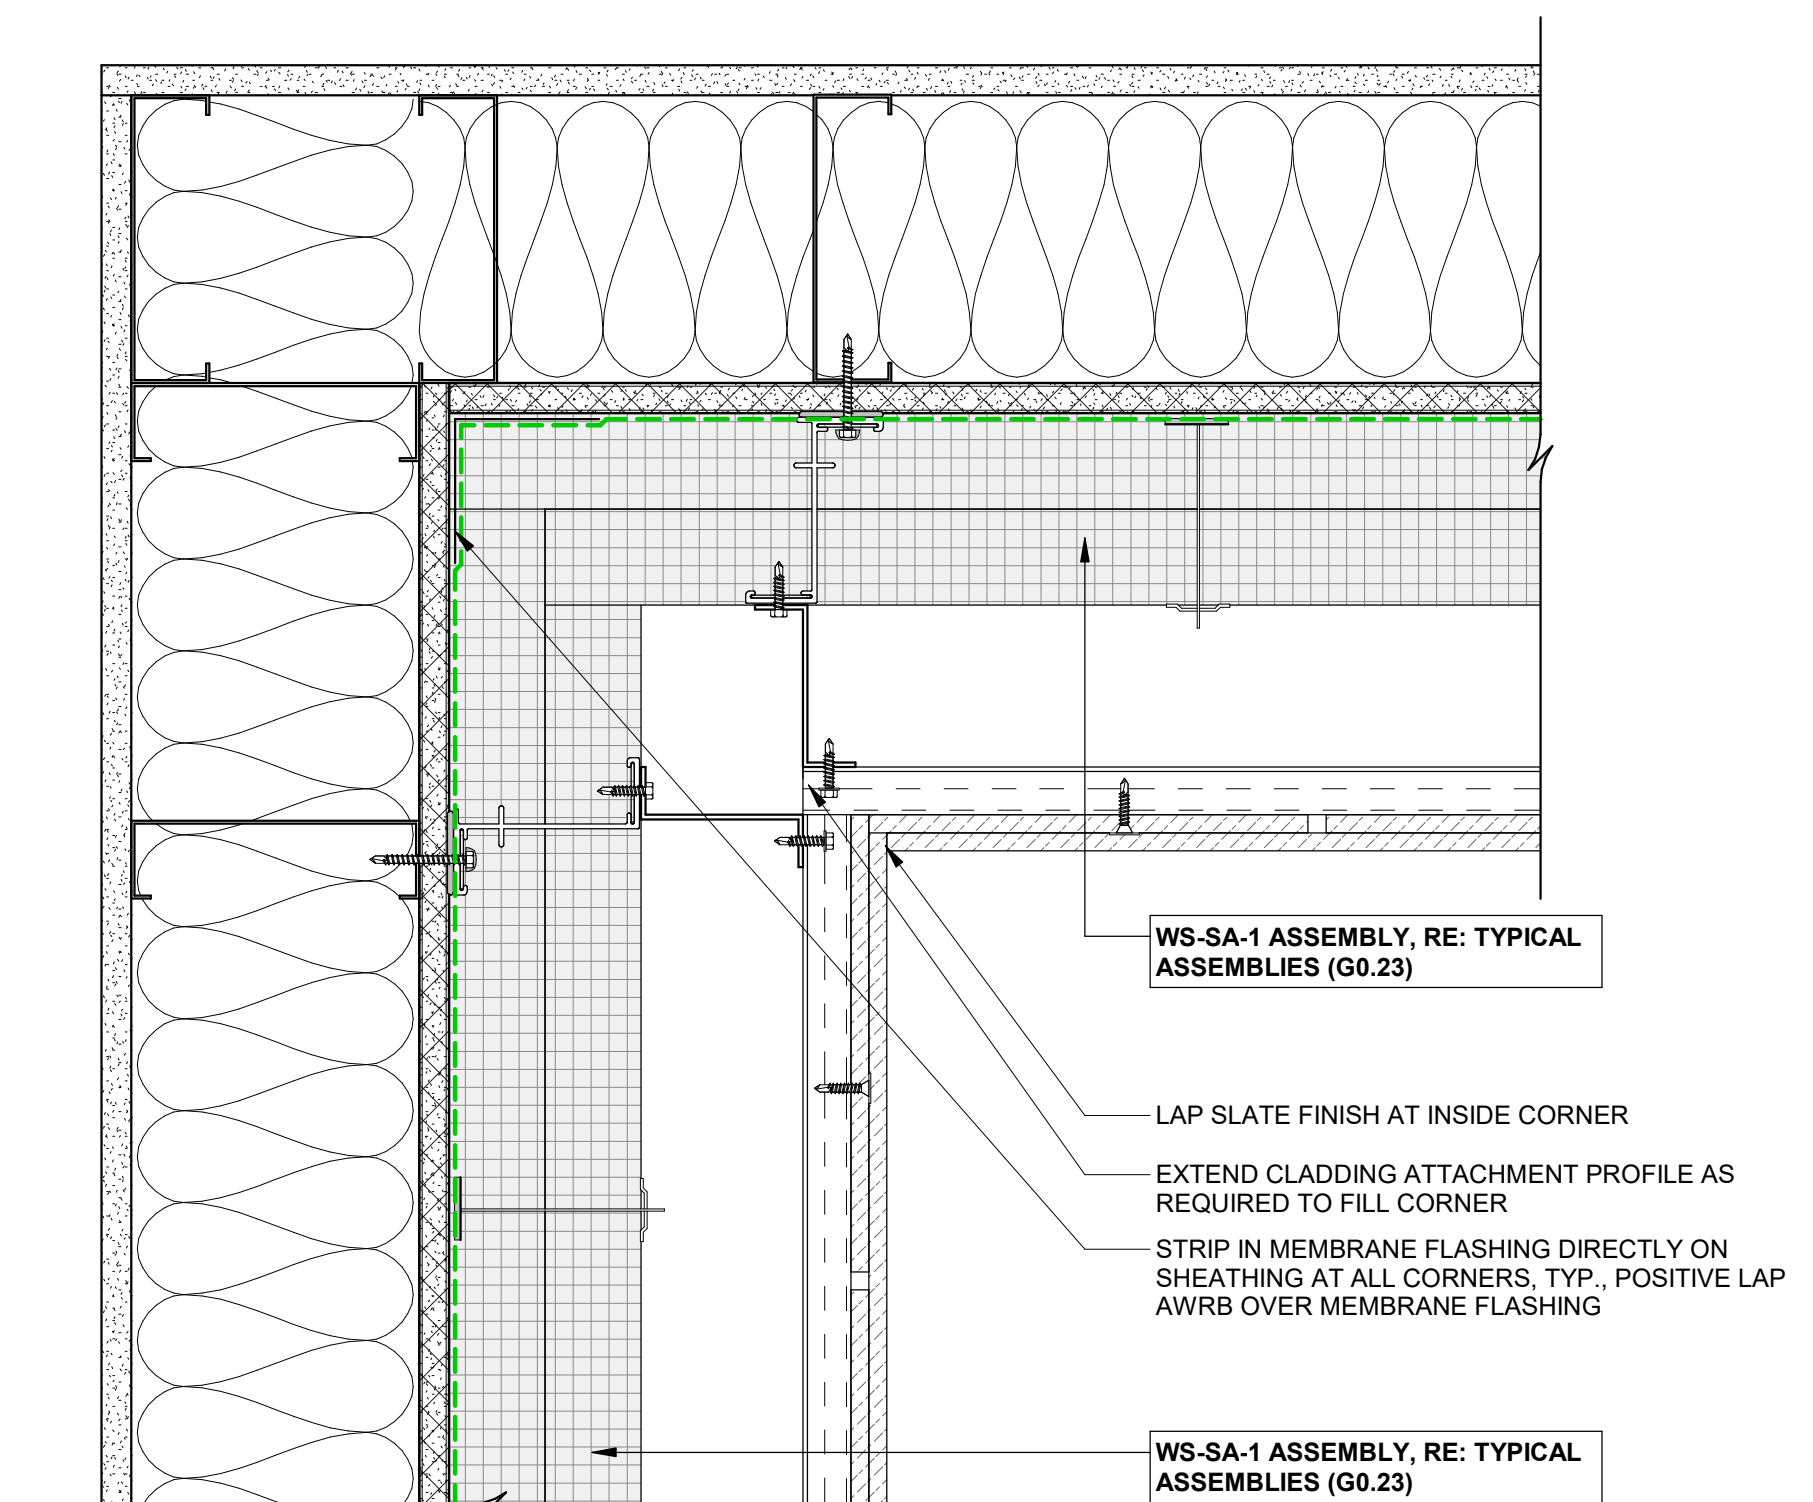 WS-SA-1 ASSEMBLY, RE: TYPICAL
ASSEMBLIES (G0.23)
LAP SLATE FINISH AT INSIDE CORNER
EXTEND CLADDING ATTACHMENT PROFILE AS
REQUIRED TO FILL CORNER
STRIP IN MEMBRANE FLASHING DIRECTLY ON
SHEATHING AT ALL CORNERS, TYP., POSITIVE LAP
AWRB OVER MEMBRANE FLASHING
WS-SA-1 ASSEMBLY, RE: TYPICAL
ASSEMBLIES (G0.23)